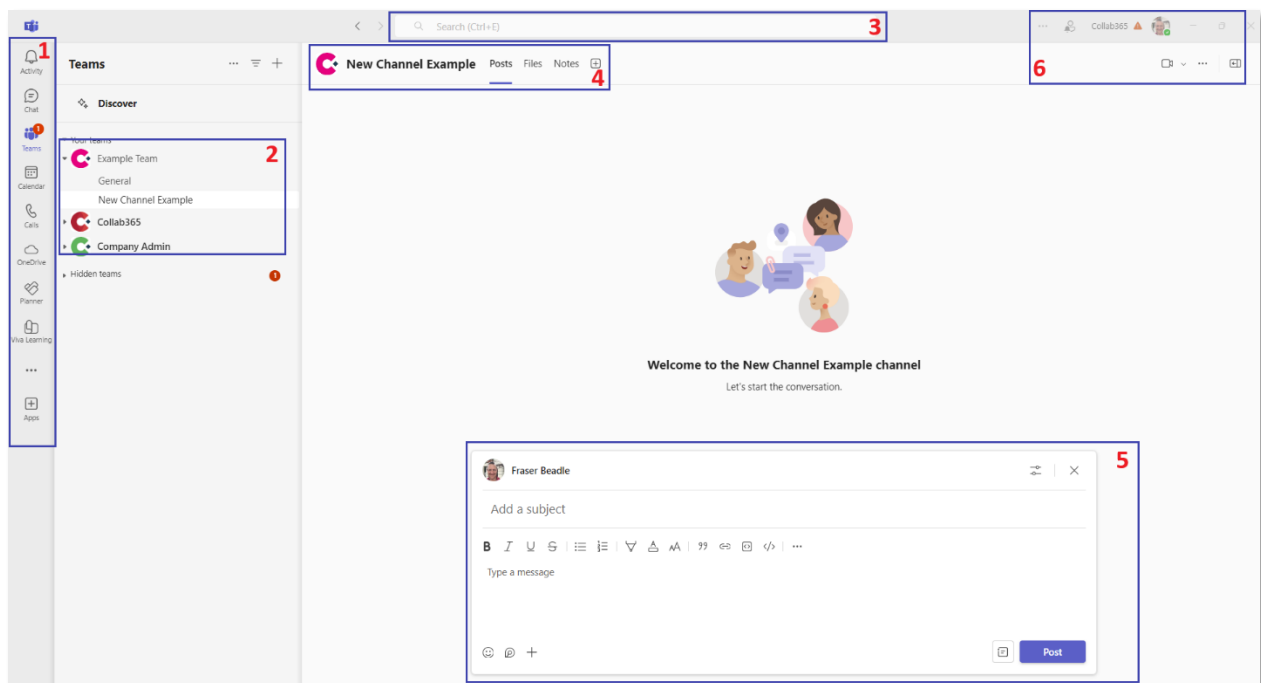 Search (Ctrl+E)
3
Collab365
1
Activity
Chat
1
Teams
Calendar
Calls
OneDrive
Planner
Viva Learning
Apps
Teams
Discover
Your teams
2
Example Team
General
New Channel Example
Collab365
Company Admin
Hidden teams
1
New Channel Example Posts Files Notes
4
6
Welcome to the New Channel Example channel
Let's start the conversation.
5
Fraser Beadle
Add a subject
B I U S
Type a message
Post